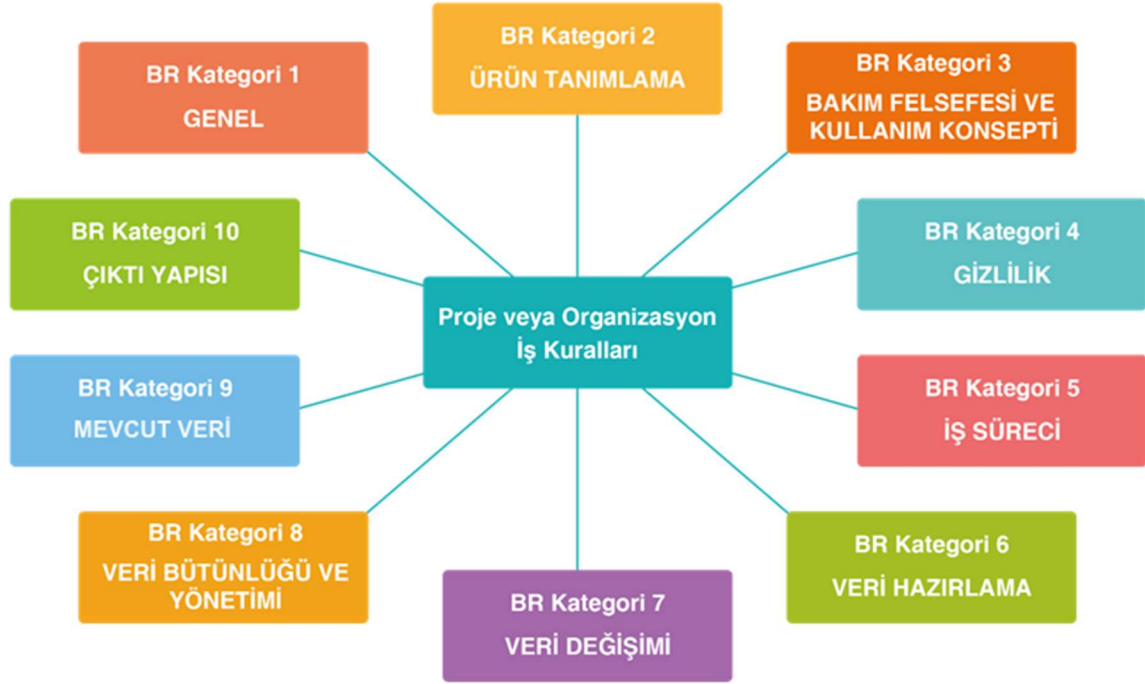 BR Kategori 1
GENEL
BR Kategori 2
ÜRÜN TANIMLAMA
BR Kategori 3
BAKIM FELSEFESİ VE
KULLANIM KONSEPTİ
BR Kategori 10
ÇIKTI YAPISI
BR Kategori 4
GİZLİLİK
Proje veya Organizasyon
İş Kuralları
BR Kategori 9
MEVCUT VERİ
BR Kategori 5
İŞ SÜRECİ
BR Kategori 8
VERİ BÜTÜNLÜĞÜ VE
YÖNETİMİ
BR Kategori 7
VERİ DEĞİŞİMİ
BR Kategori 6
VERİ HAZIRLAMA